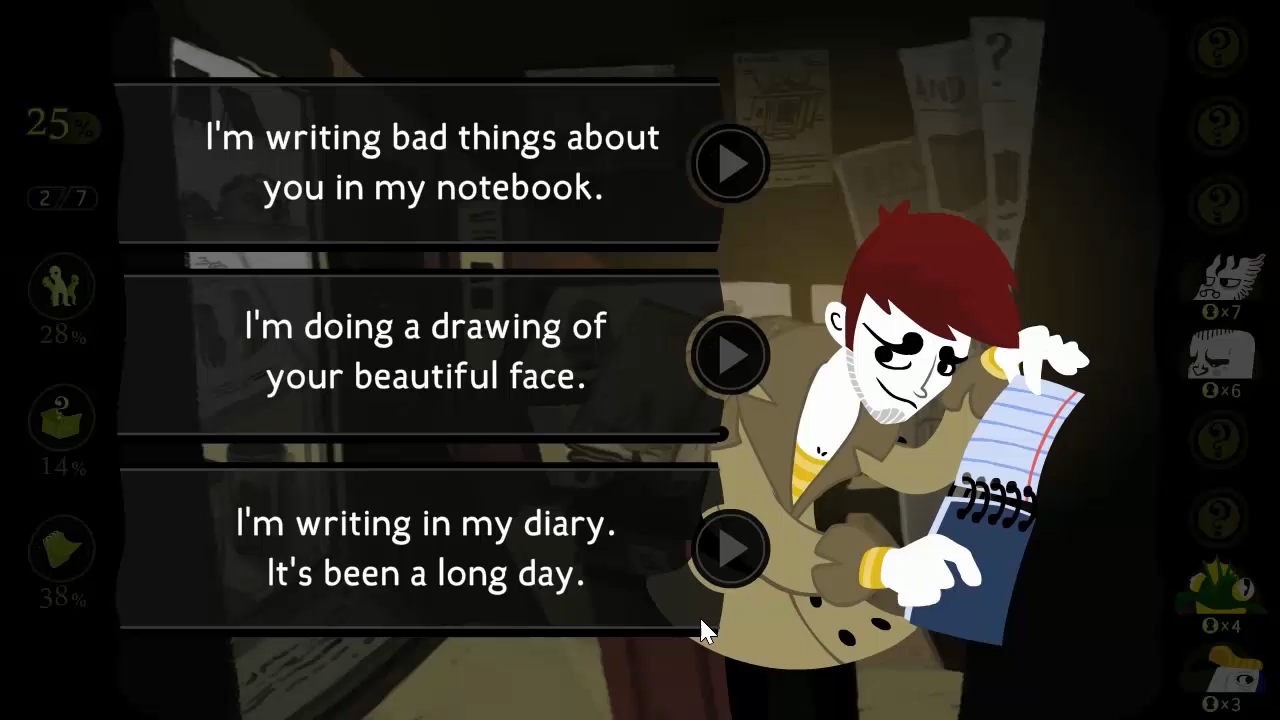 25%
2/7
28%
14%
38%
I'm writing bad things about
you in my notebook.
I'm doing a drawing of
your beautiful face.
I'm writing in my diary.
It's been a long day.
AND
?
?
?
?
?
x7
x6
?
?
x4
x3